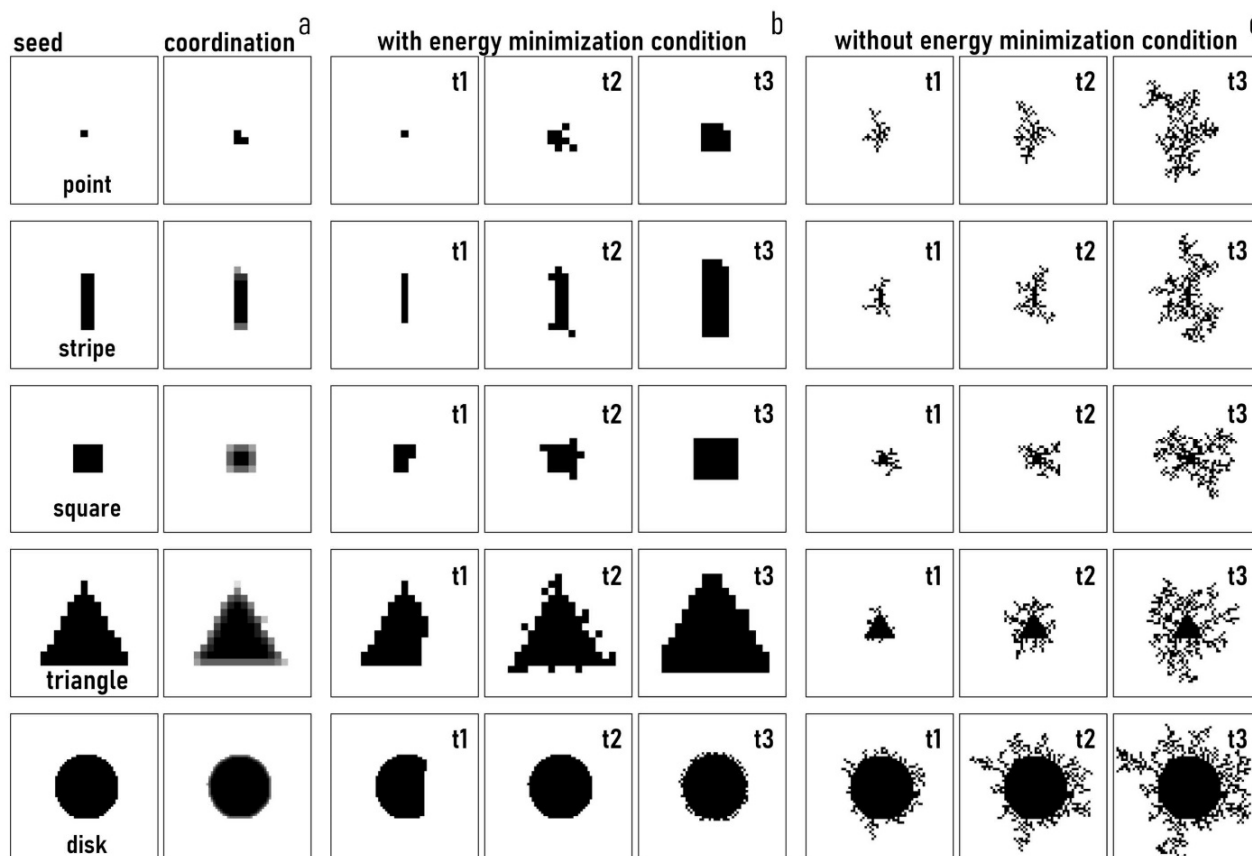 seed coordination a with energy minimization condition b without energy minimization condition
t1 t2 t3 t1 t2 t3
point
t1 t2 t3 t1 t2 t3
stripe
t1 t2 t3 t1 t2 t3
square
t1 t2 t3 t1 t2 t3
triangle
t1 t2 t3 t1 t2 t3
disk